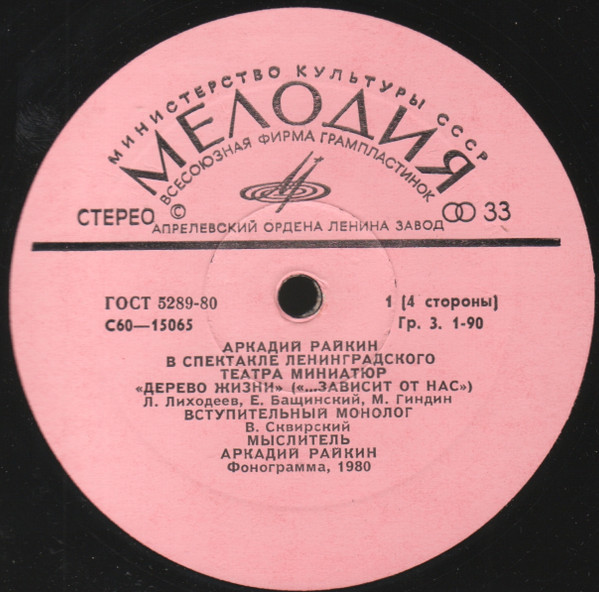 МИНИСТЕРСТВО КУЛЬТУРЫ СССР
МЕЛОДИЯ
ВСЕСОЮЗНАЯ ФИРМА ГРАМПЛАСТИНОК
СТЕРЕО © 33
АПРЕЛЕВСКИЙ ОРДЕНА ЛЕНИНА ЗАВОД
ГОСТ 5289-80 1 (4 стороны)
С60—15065 Гр. 3. 1-90
АРКАДИЙ РАЙКИН
В СПЕКТАКЛЕ ЛЕНИНГРАДСКОГО
ТЕАТРА МИНИАТЮР
«ДЕРЕВО ЖИЗНИ» («...ЗАВИСИТ ОТ НАС»)
Л. Лиходеев, Е. Бащинский, М. Гиндин
ВСТУПИТЕЛЬНЫЙ МОНОЛОГ
В. Сквирский
МЫСЛИТЕЛЬ
АРКАДИЙ РАЙКИН
Фонограмма, 1980